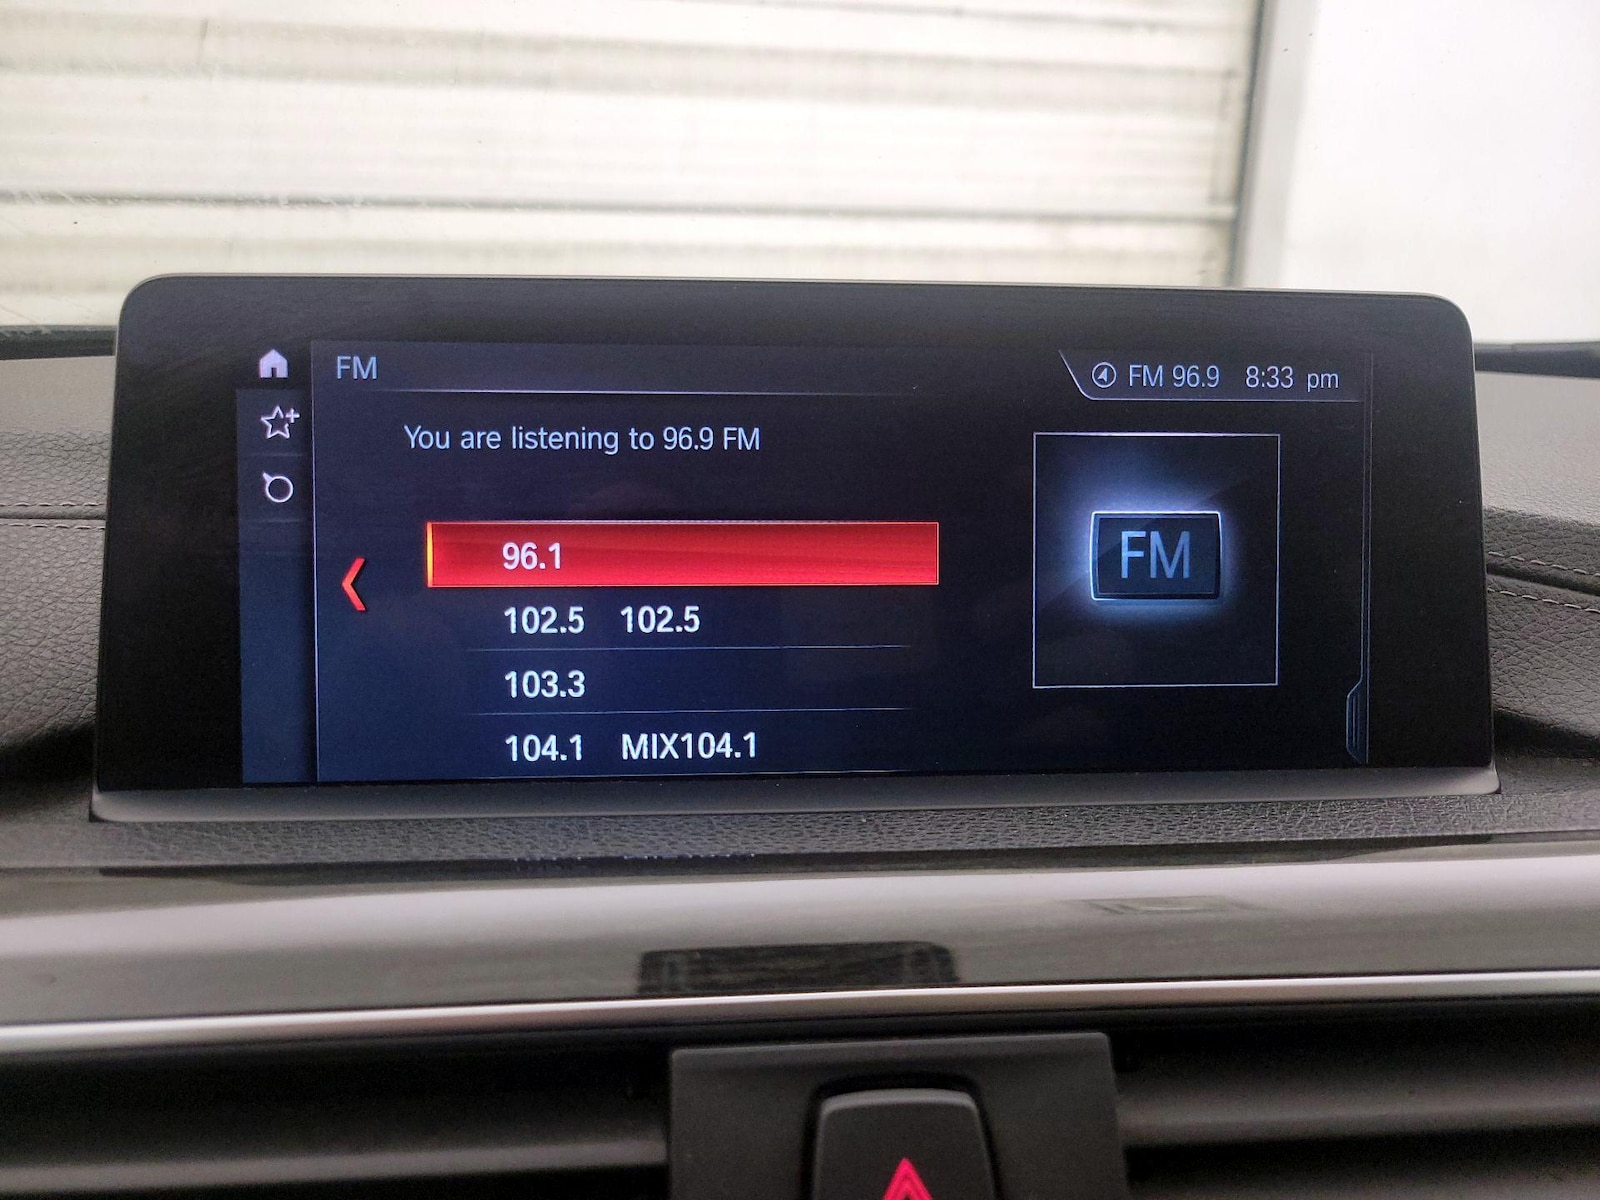 FM
FM 96.9 8:33 pm
You are listening to 96.9 FM
FM
96.1
102.5 102.5
103.3
104.1 MIX104.1